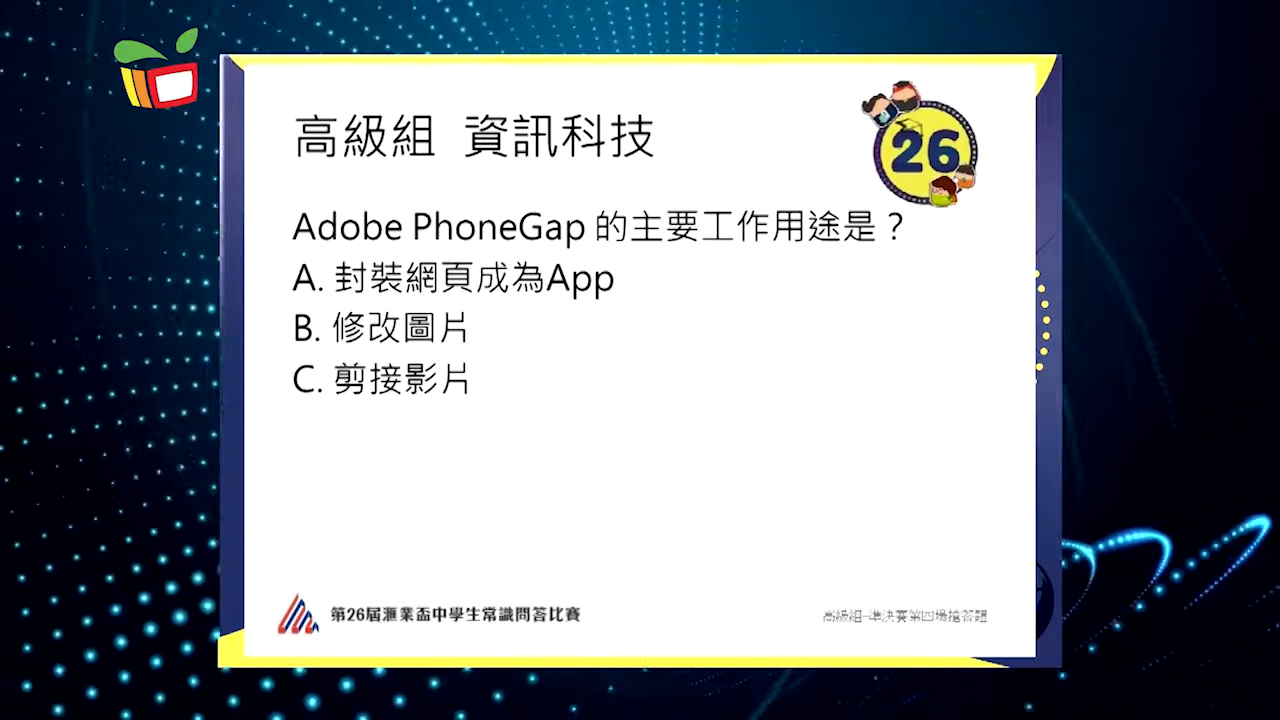 高級組 資訊科技
26
Adobe PhoneGap 的主要工作用途是？
A. 封裝網頁成為App
B. 修改圖片
C. 剪接影片
第26屆滙業盃中學生常識問答比賽
高級組-準決賽第四場搶答題